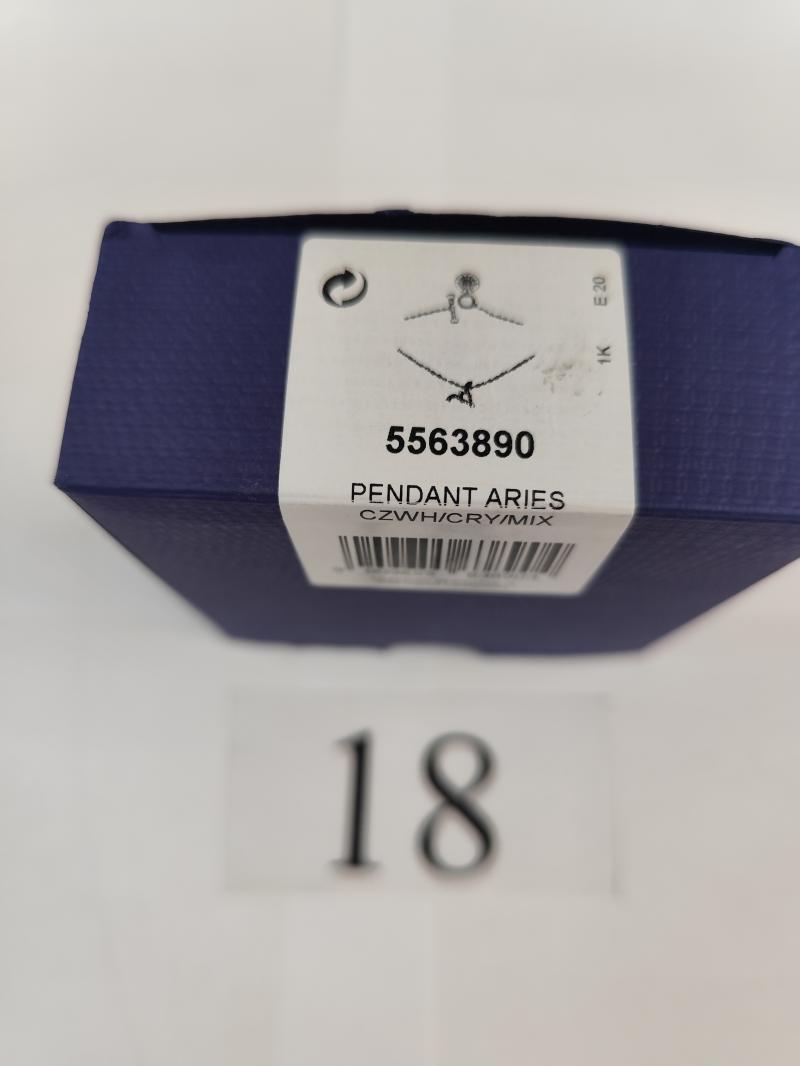 E 20
1K
5563890
PENDANT ARIES
CZWH/CRY/MIX
18